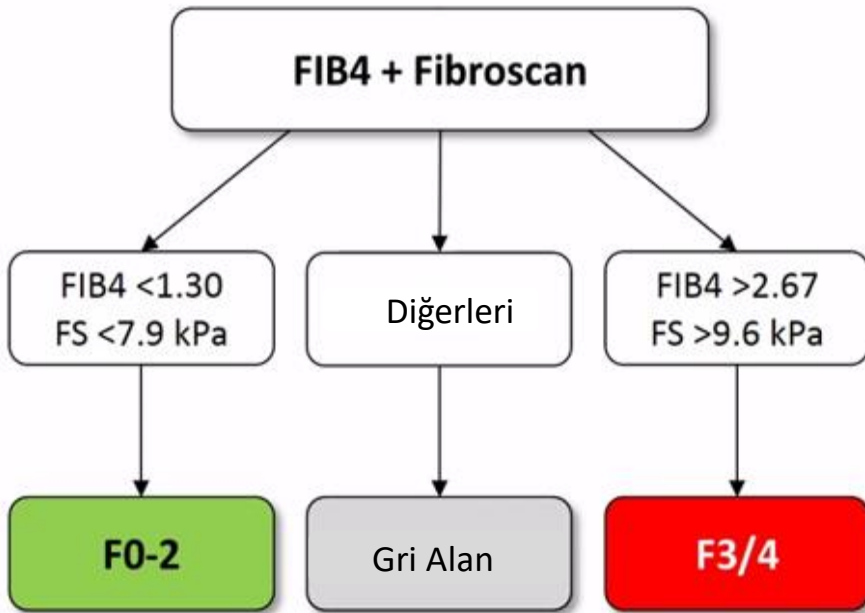 FIB4 + Fibroscan
FIB4 <1.30
FS <7.9 kPa
Diğerleri
FIB4 >2.67
FS >9.6 kPa
F0-2
Gri Alan
F3/4